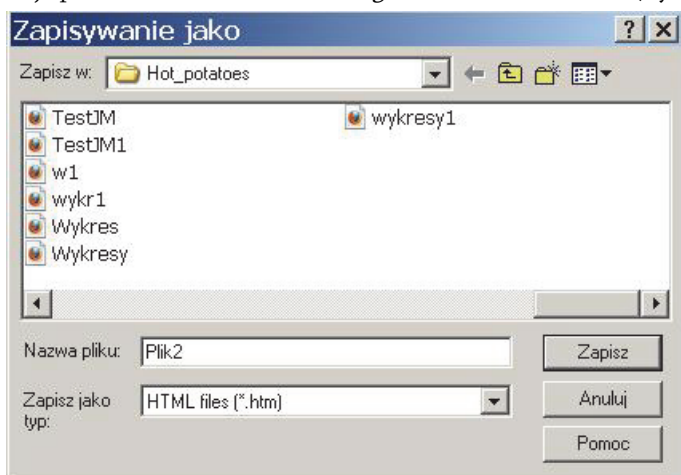 Zapisywanie jako
Zapisz w: Hot_potatoes
TestJM wykresy1
TestJM1
w1
wykr1
Wykres
Wykresy
Nazwa pliku: Plik2 Zapisz
Zapisz jako typ: HTML files (*.htm) Anuluj
Pomoc